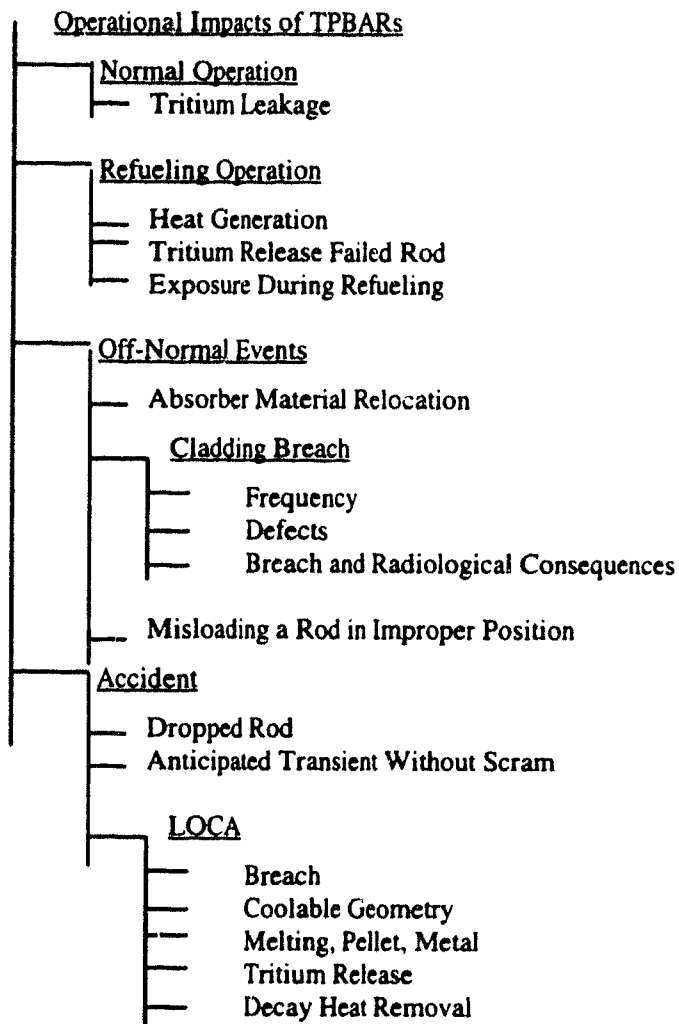 Operational Impacts of TPBARs
Normal Operation
Tritium Leakage
Refueling Operation
Heat Generation
Tritium Release Failed Rod
Exposure During Refueling
Off-Normal Events
Absorber Material Relocation
Cladding Breach
Frequency
Defects
Breach and Radiological Consequences
Misloading a Rod in Improper Position
Accident
Dropped Rod
Anticipated Transient Without Scram
LOCA
Breach
Coolable Geometry
Melting, Pellet, Metal
Tritium Release
Decay Heat Removal